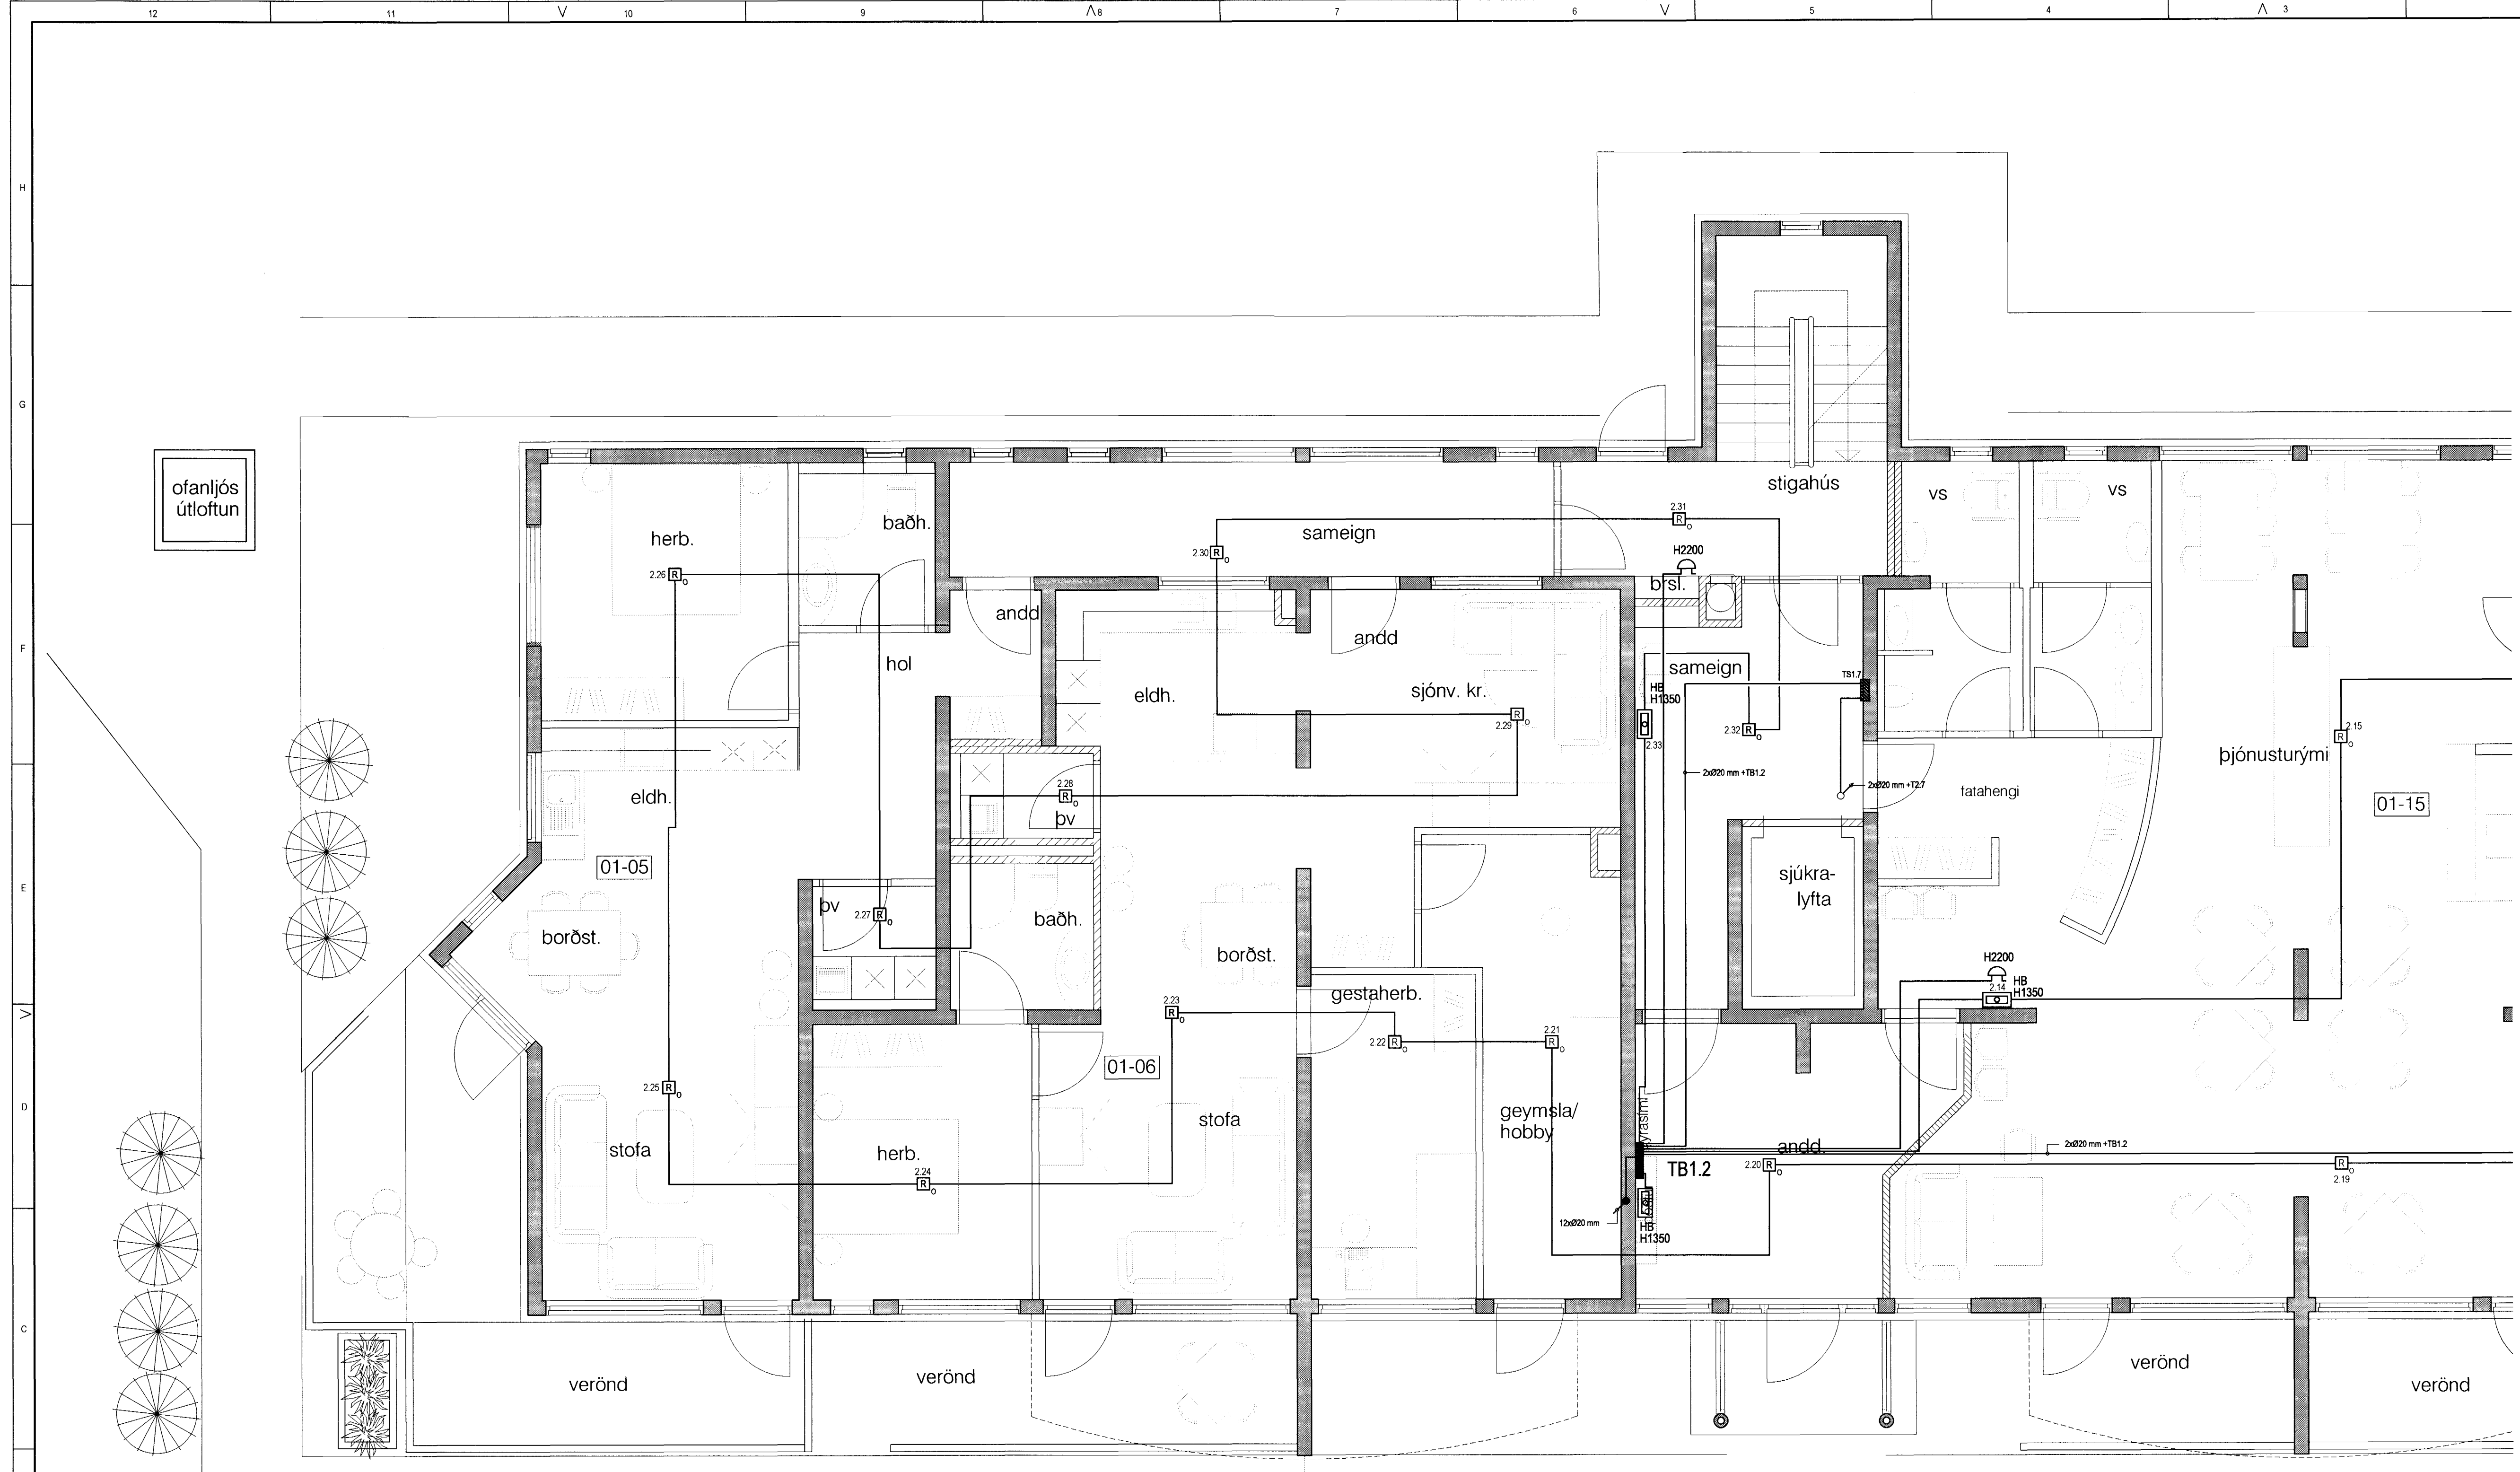 12 11 10 9 8 7 6 5 4 3
H
G
F
E
D
C
ofanljós
útloftun
stigahús
vs
vs
baðh.
herb.
2.26 R o
sameign
2.30 R o
2.31
R o
H2200
brsl.
andd
andd
hol
eldh.
sjónv. kr.
2.29 R o
sameign
HB
H1350
2.33
TS1.7
2.32 R o
2.15
R o
þjónusturými
01-15
2xØ20 mm +TB1.2
2xØ20 mm +T2.7
fatahengi
eldh.
2.28
R o
þv
01-05
sjúkra-
lyfta
þv
2.27 R o
baðh.
borðst.
borðst.
H2200
HB
2.14 H1350
gestaherb.
2.23
R o
2.22 R o
2.21
R o
01-06
2.25 R o
geymsla/
hobby
stofa
stofa
herb.
2.24
R o
andd.
2xØ20 mm +TB1.2
TB1.2
2.20 R o
R o
2.19
12xØ20 mm
HB
H1350
verönd
verönd
verönd
verönd